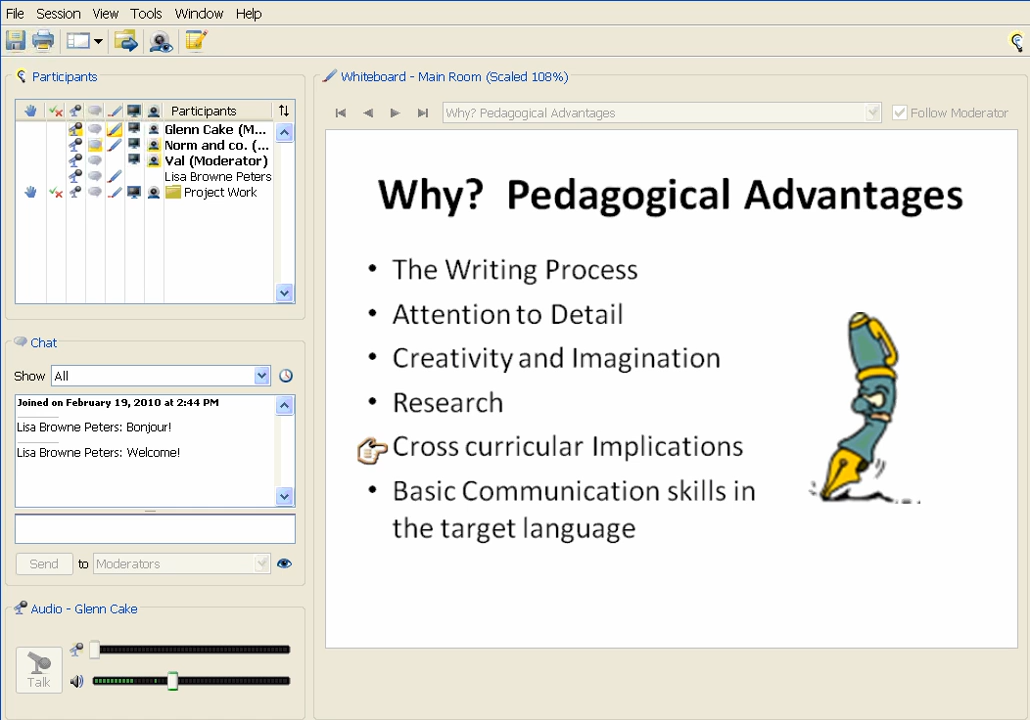 File Session View Tools Window Help
Participants
Participants
Glenn Cake (M...
Norm and co. (...
Val (Moderator)
Lisa Browne Peters
Project Work
Chat
Show All
Joined on February 19, 2010 at 2:44 PM
Lisa Browne Peters: Bonjour!
Lisa Browne Peters: Welcome!
Send to Moderators
Audio - Glenn Cake
Talk
Whiteboard - Main Room (Scaled 108%)
Why? Pedagogical Advantages Follow Moderator
Why? Pedagogical Advantages
• The Writing Process
• Attention to Detail
• Creativity and Imagination
• Research
Cross curricular Implications
• Basic Communication skills in
the target language